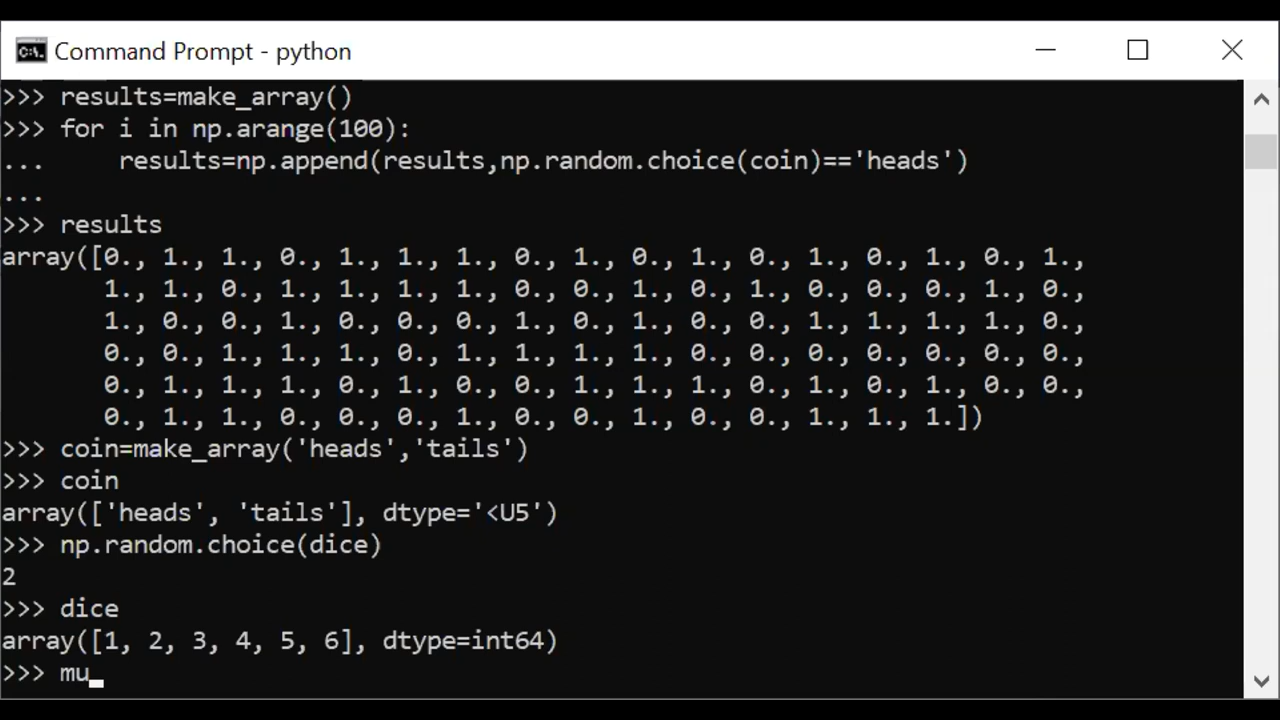 Command Prompt - python
>>> results=make_array()
>>> for i in np.arange(100):
...     results=np.append(results,np.random.choice(coin)=='heads')
...
>>> results
array([0., 1., 1., 0., 1., 1., 1., 0., 1., 0., 1., 0., 1., 0., 1., 0., 1.,
       1., 1., 0., 1., 1., 1., 1., 0., 0., 1., 0., 1., 0., 0., 0., 1., 0.,
       1., 0., 0., 1., 0., 0., 0., 1., 0., 1., 0., 0., 1., 1., 1., 1., 0.,
       0., 0., 1., 1., 1., 0., 1., 1., 1., 1., 0., 0., 0., 0., 0., 0., 0.,
       0., 1., 1., 1., 0., 1., 0., 0., 1., 1., 1., 0., 1., 0., 1., 0., 0.,
       0., 1., 1., 0., 0., 0., 1., 0., 0., 1., 0., 0., 1., 1., 1.])
>>> coin=make_array('heads','tails')
>>> coin
array(['heads', 'tails'], dtype='<U5')
>>> np.random.choice(dice)
2
>>> dice
array([1, 2, 3, 4, 5, 6], dtype=int64)
>>> mu